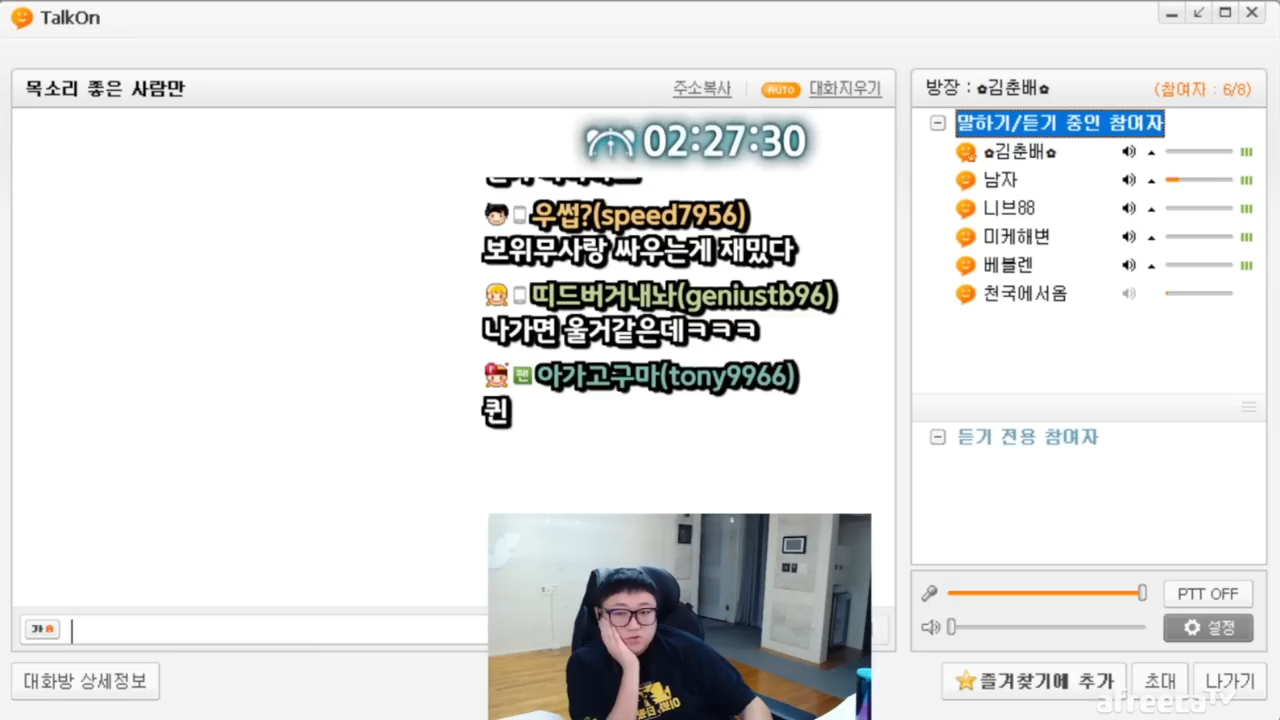 TalkOn
목소리 좋은 사람만
주소복사
AUTO
대화지우기
방장 : ✿김춘배✿
(참여자 : 6/8)
02:27:30
말하기/듣기 중인 참여자
✿김춘배✿
남자
니브88
미케해변
베블렌
천국에서옴
우썹?(speed7956)
보위무사랑 싸우는게 재밌다
띠드버거내놔(geniustb96)
나가면 울거같은데ㅋㅋㅋ
팬 아가고구마(tony9966)
퀸
듣기 전용 참여자
PTT OFF
설정
가
대화방 상세정보
즐겨찾기에 추가
초대
나가기
afreecaTV